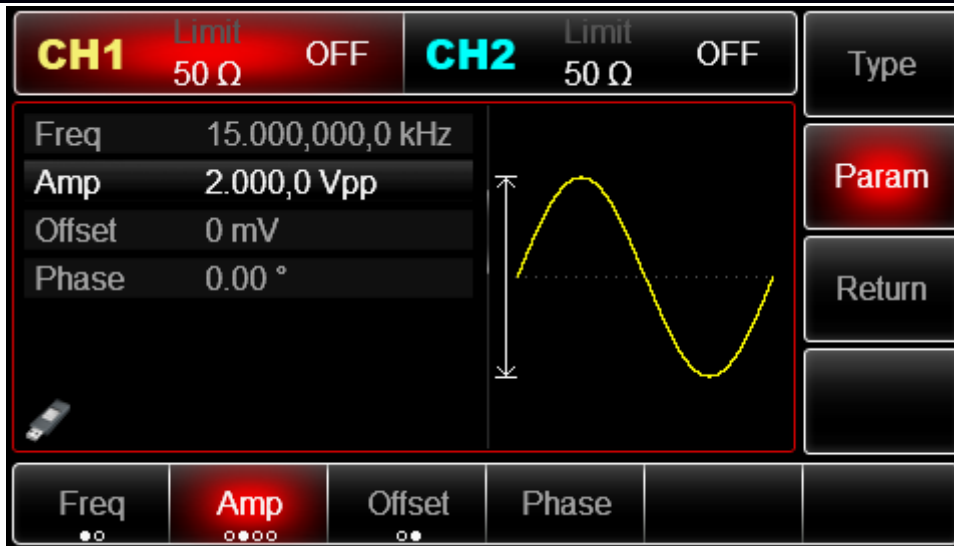 CH1 Limit 50 Ω OFF
CH2 Limit 50 Ω OFF
Freq 15.000,000,0 kHz
Amp 2.000,0 Vpp
Offset 0 mV
Phase 0.00 °
Type
Param
Return
Freq Amp Offset Phase